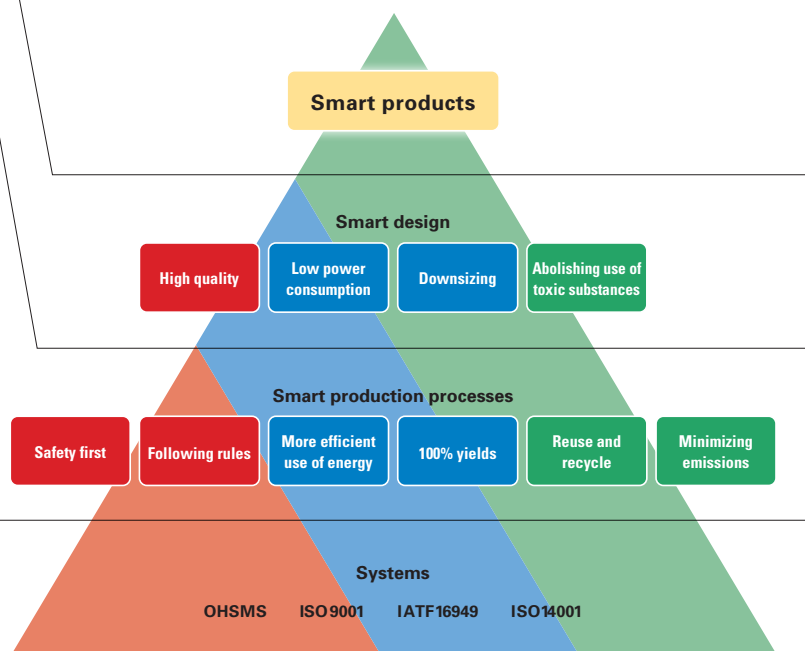 Smart products
Smart design
High quality
Low power
consumption
Downsizing
Abolishing use of
toxic substances
Smart production processes
Safety first
Following rules
More efficient
use of energy
100% yields
Reuse and
recycle
Minimizing
emissions
Systems
OHSMS ISO9001 IATF16949 ISO14001